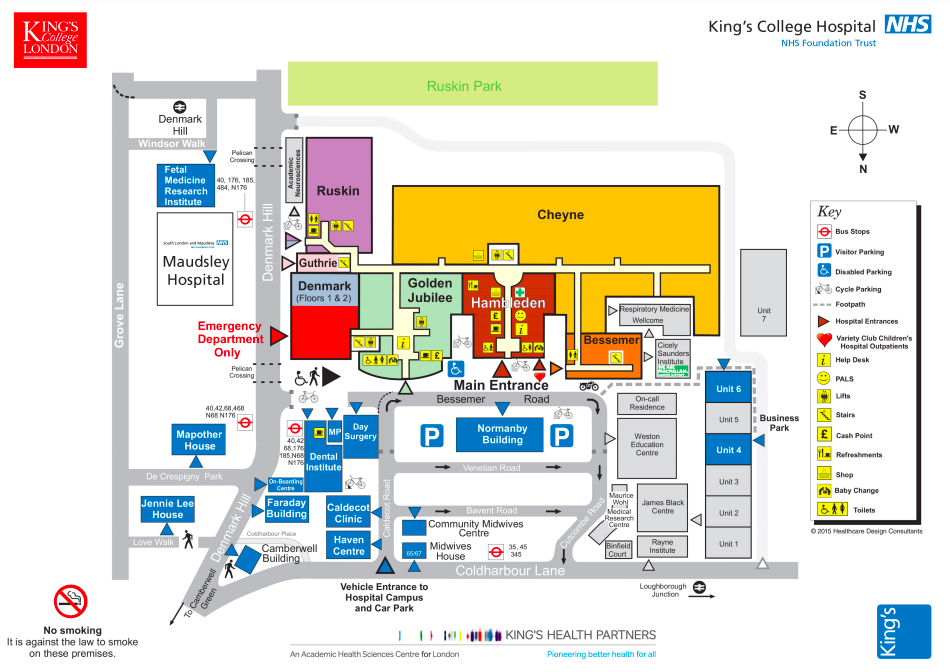 KING'S
College
LONDON
King's College Hospital NHS
NHS Foundation Trust
Ruskin Park
Denmark
Hill
Windsor Walk
Pelican
Crossing
Fetal
Medicine
Research
Institute
40, 176, 185,
484, N176
Academic
Neurosciences
Ruskin
Cheyne
S
E
W
N
South London and Maudsley NHS
Maudsley
Hospital
Denmark Hill
Grove Lane
Guthrie
Denmark
(Floors 1 & 2)
Golden
Jubilee
Hambleden
Respiratory Medicine
Welcome
Unit
7
Emergency
Department
Only
Bessemer
Cicely
Saunders
Institute
Pelican
Crossing
Main Entrance
Bessemer Road
Unit 6
On-call
Residence
Unit 5
Business
Park
40,42,68,468
N68 N176
Mapother
House
40,42
68,176
185,N68
N176
MP
Day
Surgery
Dental
Institute
P
Normanby
Building
P
Weston
Education
Centre
Unit 4
De Crespigny Park
Venetian Road
On-Boarding
Centre
Unit 3
Jennie Lee
House
Faraday
Building
Caldecot
Clinic
Caldecot Road
Bavent Road
Cutcombe Road
Maurice
Wohl
Medical
Research
Centre
James Black
Centre
Unit 2
Love Walk
Denmark Hill
Coldharbour Place
Community Midwives
Centre
Haven
Centre
Camberwell
Building
65/67
Midwives
House
35, 45
345
Binfield
Court
Rayne
Institute
Unit 1
Coldharbour Lane
To Camberwell
Green
Vehicle Entrance to
Hospital Campus
and Car Park
Loughborough
Junction
Key
Bus Stops
P Visitor Parking
Disabled Parking
Cycle Parking
Footpath
Hospital Entrances
Variety Club Children's
Hospital Outpatients
i Help Desk
PALS
Lifts
Stairs
£ Cash Point
Refreshments
Shop
Baby Change
Toilets
© 2015 Healthcare Design Consultants
No smoking
It is against the law to smoke
on these premises.
KING'S HEALTH PARTNERS
An Academic Health Sciences Centre for London
Pioneering better health for all
King's